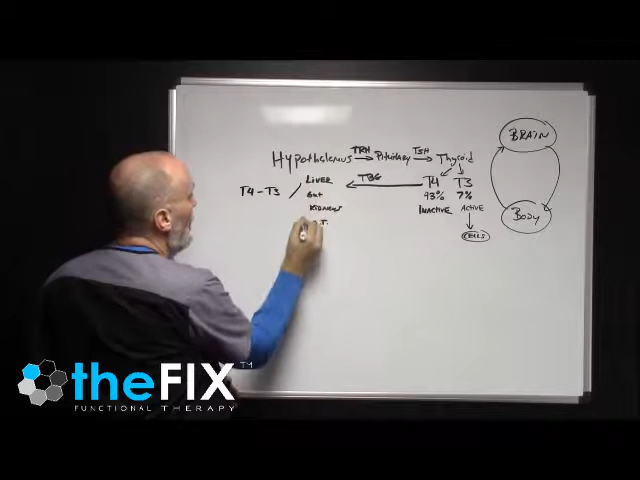 BRAIN
TRH
TSH
Hypothalamus Pituitary Thyroid
LIVER
TBG
T4 T3
T4-T3
Gut
93% 7%
KIDNEYS
INACTIVE ACTIVE
BODY
CELLS
TM
theFIX
FUNCTIONAL THERAPY